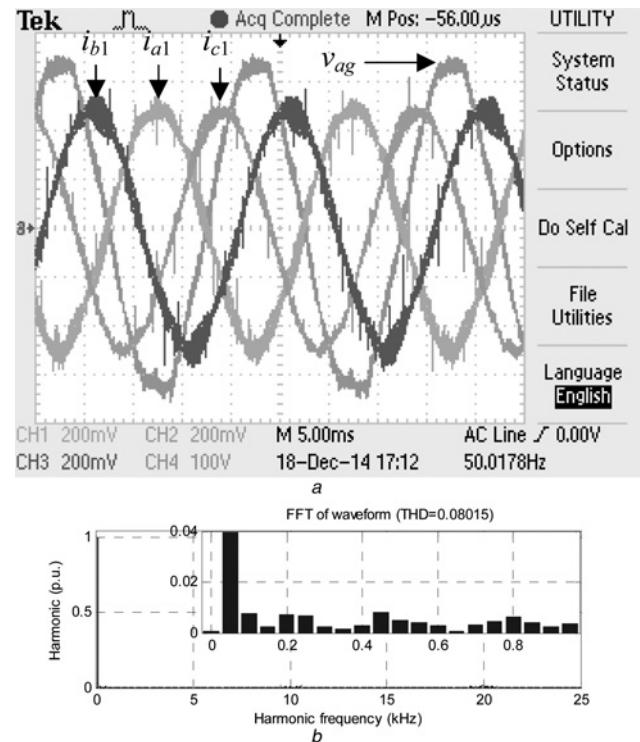 Tek Acq Complete M Pos: -56.00,us UTILITY
i_b1 i_a1 i_c1 v_ag
System
Status
Options
8
Do Self Cal
File
Utilities
Language
English
CH1 200mV CH2 200mV M 5.00ms AC Line 0.00V
CH3 200mV CH4 100V 18-Dec-14 17:12 50.0178Hz
a
FFT of waveform (THD=0.08015)
Harmonic (p.u.)
1
0.5
0
0.04
0.02
0
0 0.2 0.4 0.6 0.8
0 5 10 15 20 25
Harmonic frequency (kHz)
b